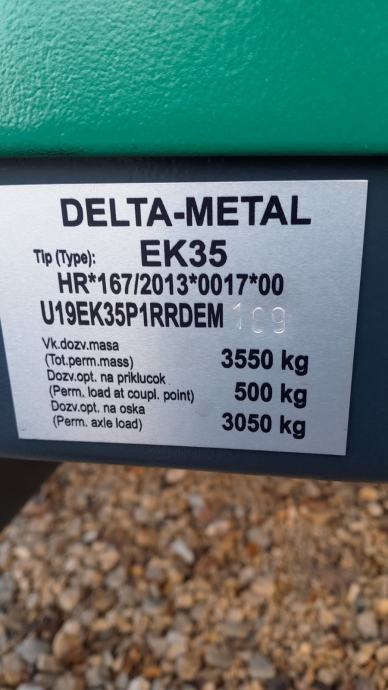 DELTA-METAL
Tip (Type): EK35
HR*167/2013*0017*00
U19EK35P1RRDEM 109
Vk.dozv.masa
(Tot.perm.mass) 3550 kg
Dozv.opt. na priklucok
(Perm. load at coupl. point) 500 kg
Dozv.opt. na oska
(Perm. axle load) 3050 kg